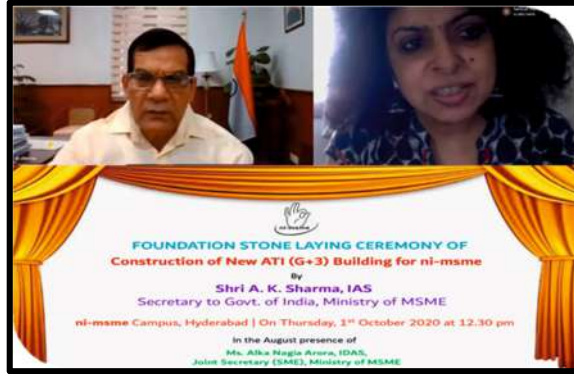 ni-msme
FOUNDATION STONE LAYING CEREMONY OF
Construction of New ATI (G+3) Building for ni-msme
By
Shri A. K. Sharma, IAS
Secretary to Govt. of India, Ministry of MSME
ni-msme Campus, Hyderabad | On Thursday, 1st October 2020 at 12.30 pm
In the August presence of
Ms. Alka Nagia Arora, IDAS,
Joint Secretary (SME), Ministry of MSME